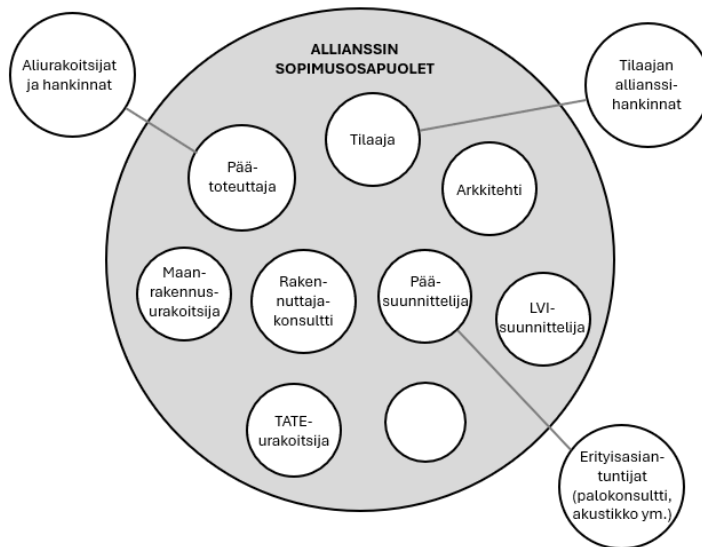 ALLIANSSIN
SOPIMUSOSAPUOLET
Aliurakoitsijat
ja hankinnat
Tilaajan
allianssi-
hankinnat
Tilaaja
Pää-
toteuttaja
Arkkitehti
Maan-
rakennus-
urakoitsija
Raken-
nuttaja-
konsultti
Pää-
suunnittelija
LVI-
suunnittelija
TATE-
urakoitsija
Erityisasian-
tuntijat
(palokonsultti,
akustikko ym.)